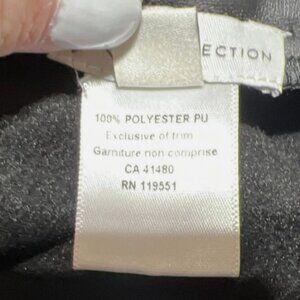 ECTION
100% POLYESTER PU
Exclusive of trim
Garniture non comprise
CA 41480
RN 119551